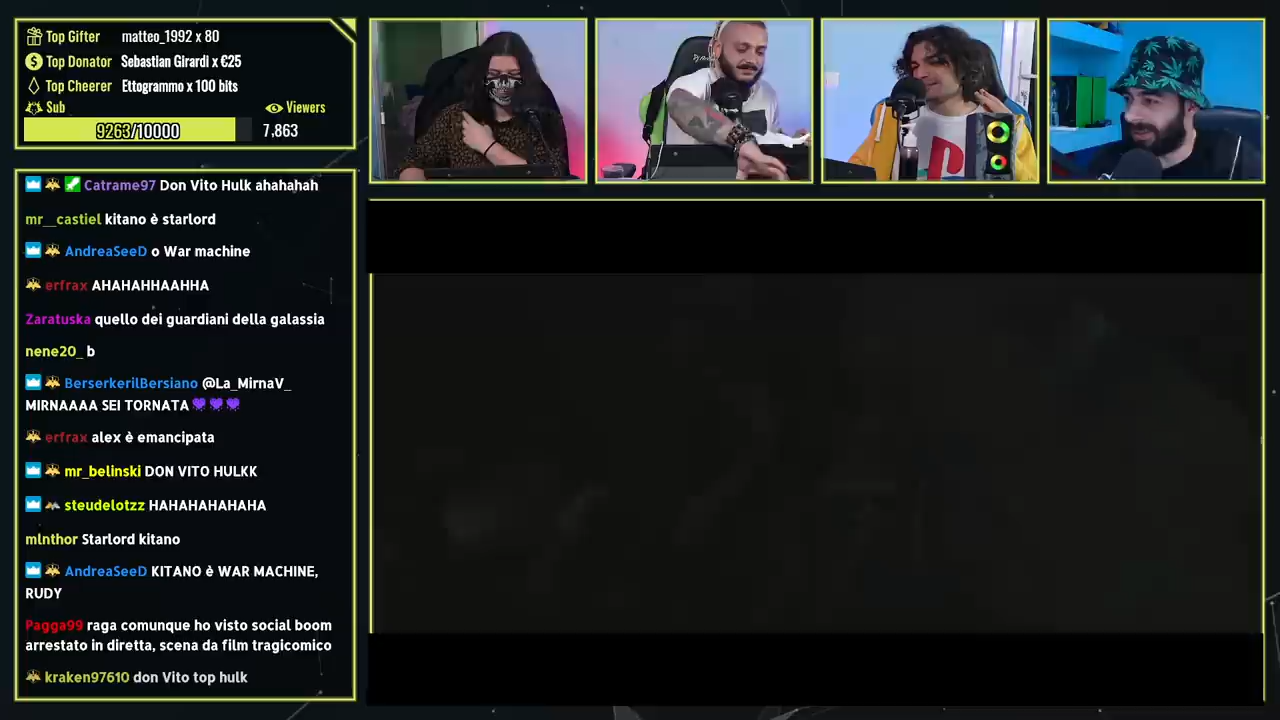 Top Gifter matteo_1992 x 80
Top Donator Sebastian Girardi x €25
Top Cheerer Ettogrammo x 100 bits
Sub Viewers
9263/10000 7,863
Catrame97 Don Vito Hulk ahahahah
mr__castiel kitano è starlord
AndreaSeeD o War machine
erfrax AHAHAHHAAHHA
Zaratuska quello dei guardiani della galassia
nene20_ b
BerserkerilBersiano @La_MirnaV_
MIRNAAAA SEI TORNATA 💜💜💜
erfrax alex è emancipata
mr_belinski DON VITO HULKK
steudelotzz HAHAHAHAHAHA
mlnthor Starlord kitano
AndreaSeeD KITANO è WAR MACHINE,
RUDY
Pagga99 raga comunque ho visto social boom
arrestato in diretta, scena da film tragicomico
kraken97610 don Vito top hulk